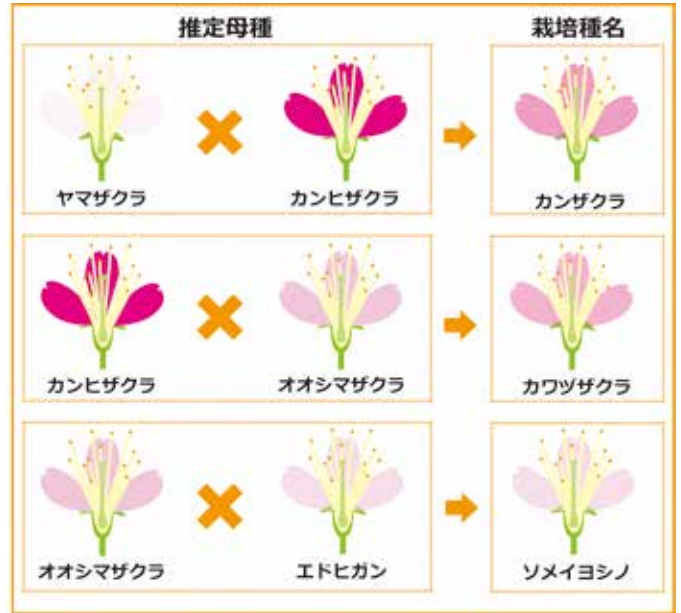 推定母種
栽培種名
ヤマザクラ
カンヒザクラ
カンザクラ
カンヒザクラ
オオシマザクラ
カワヅザクラ
オオシマザクラ
エドヒガン
ソメイヨシノ